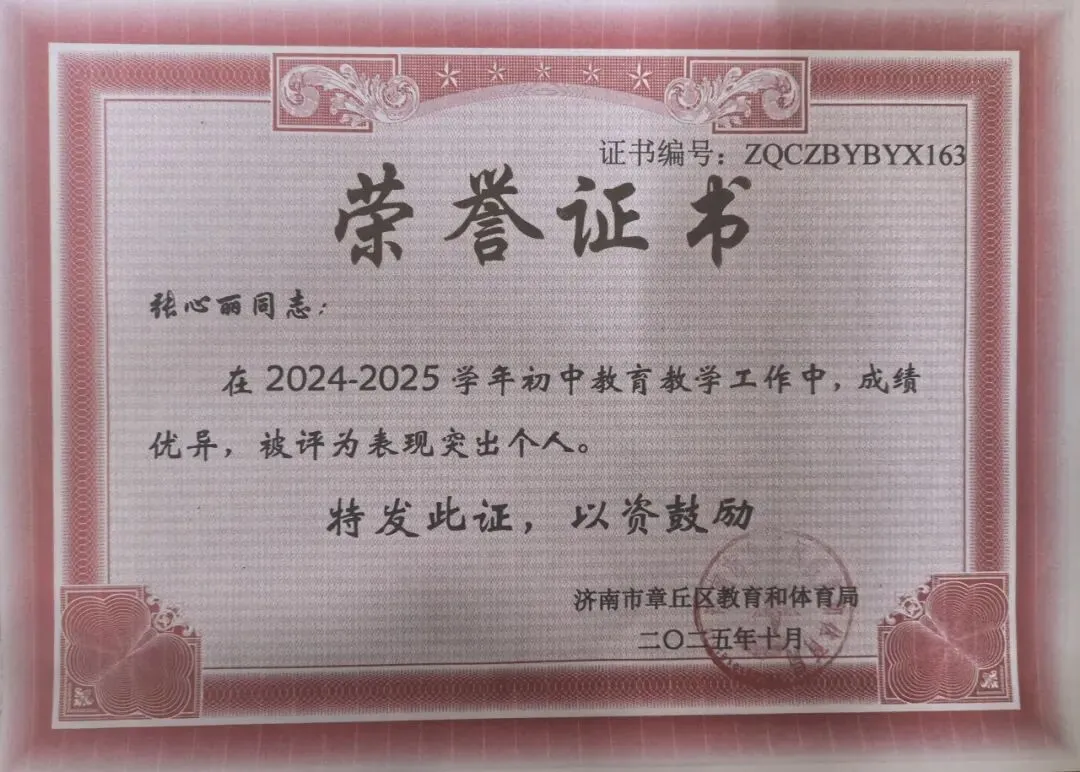 证书编号：ZQCZBYBYX163
荣誉证书
张心丽同志：
在2024-2025学年初中教育教学工作中，成绩
优异，被评为表现突出个人。
特发此证，以资鼓励
济南市章丘区教育和体育局
二〇二五年十月